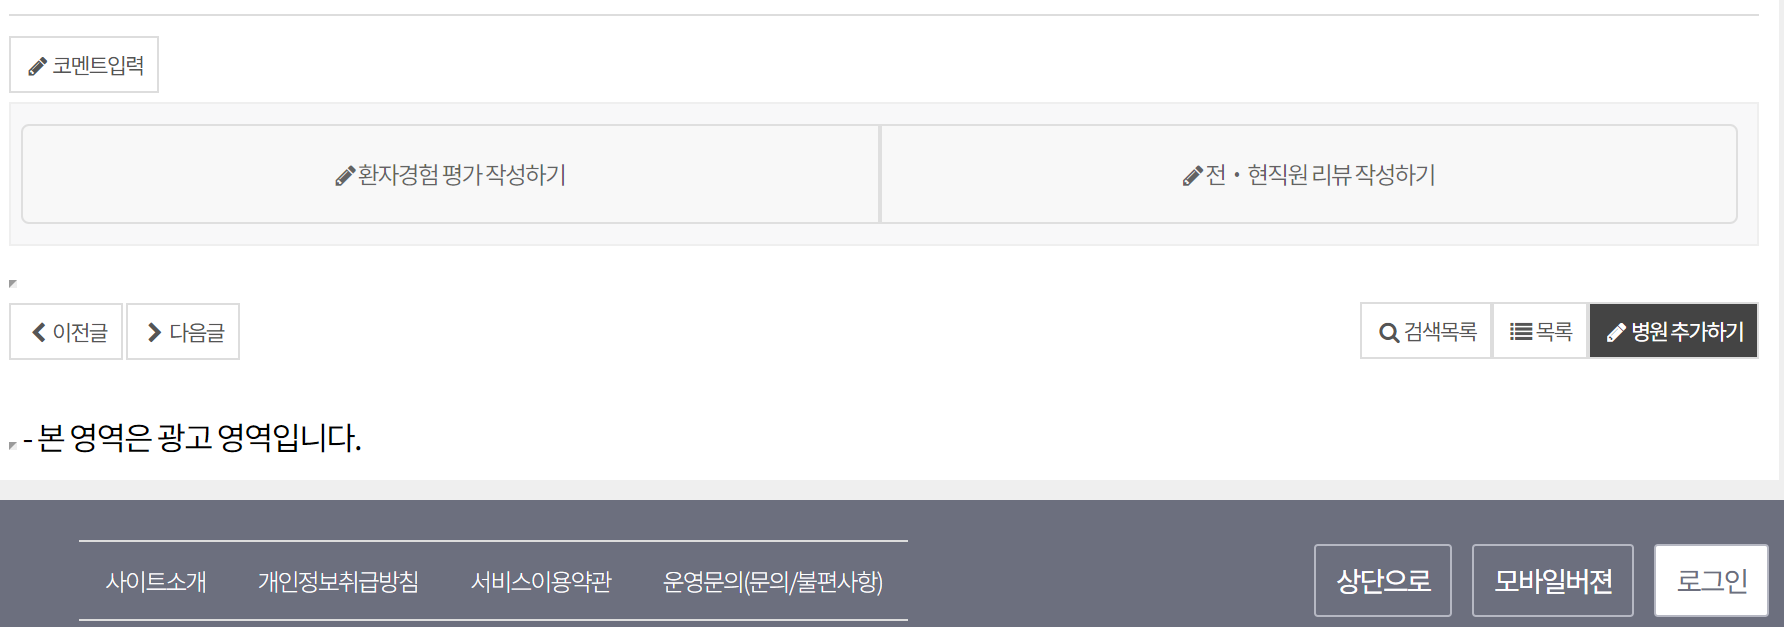 코멘트입력
환자경험 평가 작성하기 전・현직원 리뷰 작성하기
이전글 다음글 검색목록 목록 병원 추가하기
- 본 영역은 광고 영역입니다.
사이트소개 개인정보취급방침 서비스이용약관 운영문의(문의/불편사항) 상단으로 모바일버젼 로그인